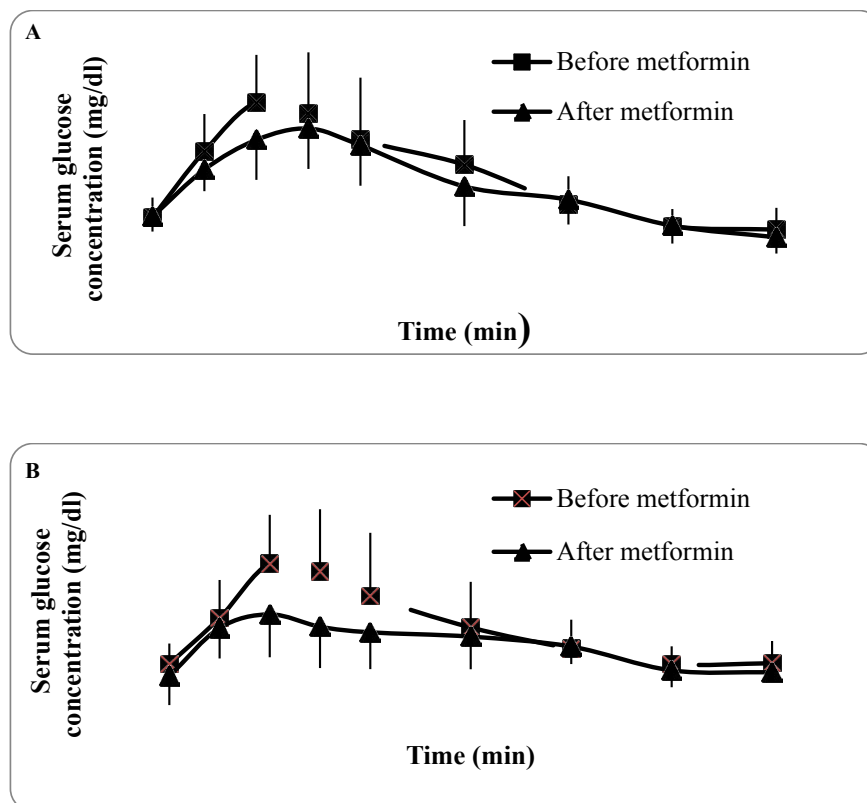 A
Before metformin
After metformin
Serum glucose
concentration (mg/dl)
Time (min)
B
Before metformin
After metformin
Serum glucose
concentration (mg/dl)
Time (min)